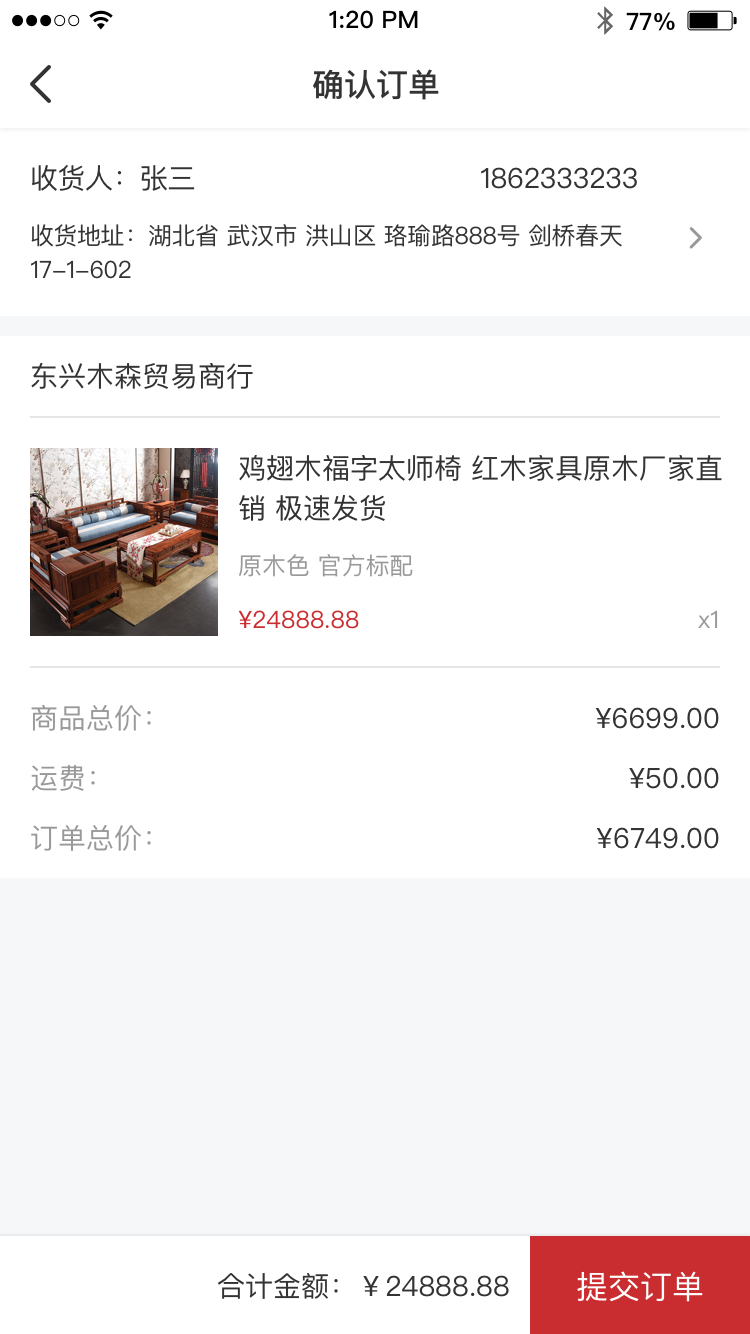 1:20 PM 77%
确认订单
收货人：张三 1862333233
收货地址：湖北省 武汉市 洪山区 珞瑜路888号 剑桥春天
17-1-602
东兴木森贸易商行
鸡翅木福字太师椅 红木家具原木厂家直
销 极速发货
原木色 官方标配
¥24888.88 x1
商品总价： ¥6699.00
运费： ¥50.00
订单总价： ¥6749.00
合计金额： ¥ 24888.88 提交订单